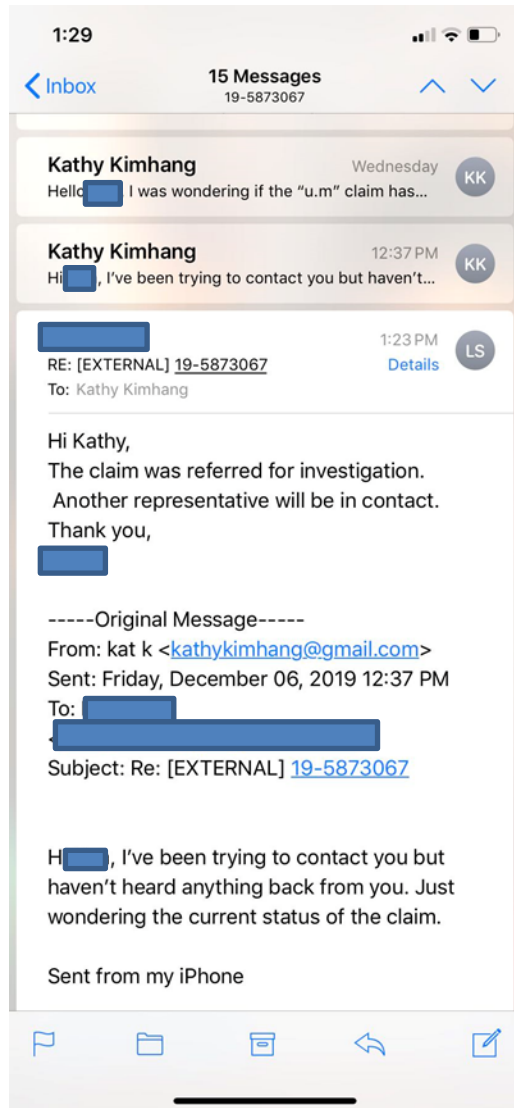 1:29
Inbox
15 Messages
19-5873067
Kathy Kimhang
Wednesday
KK
Hello I was wondering if the “u.m” claim has...
Kathy Kimhang
12:37 PM
KK
Hi , I’ve been trying to contact you but haven’t...
1:23 PM
LS
RE: [EXTERNAL] 19-5873067
Details
To: Kathy Kimhang
Hi Kathy,
The claim was referred for investigation.
Another representative will be in contact.
Thank you,
-----Original Message-----
From: kat k <kathykimhang@gmail.com>
Sent: Friday, December 06, 2019 12:37 PM
To:
<
Subject: Re: [EXTERNAL] 19-5873067
H , I’ve been trying to contact you but
haven’t heard anything back from you. Just
wondering the current status of the claim.
Sent from my iPhone